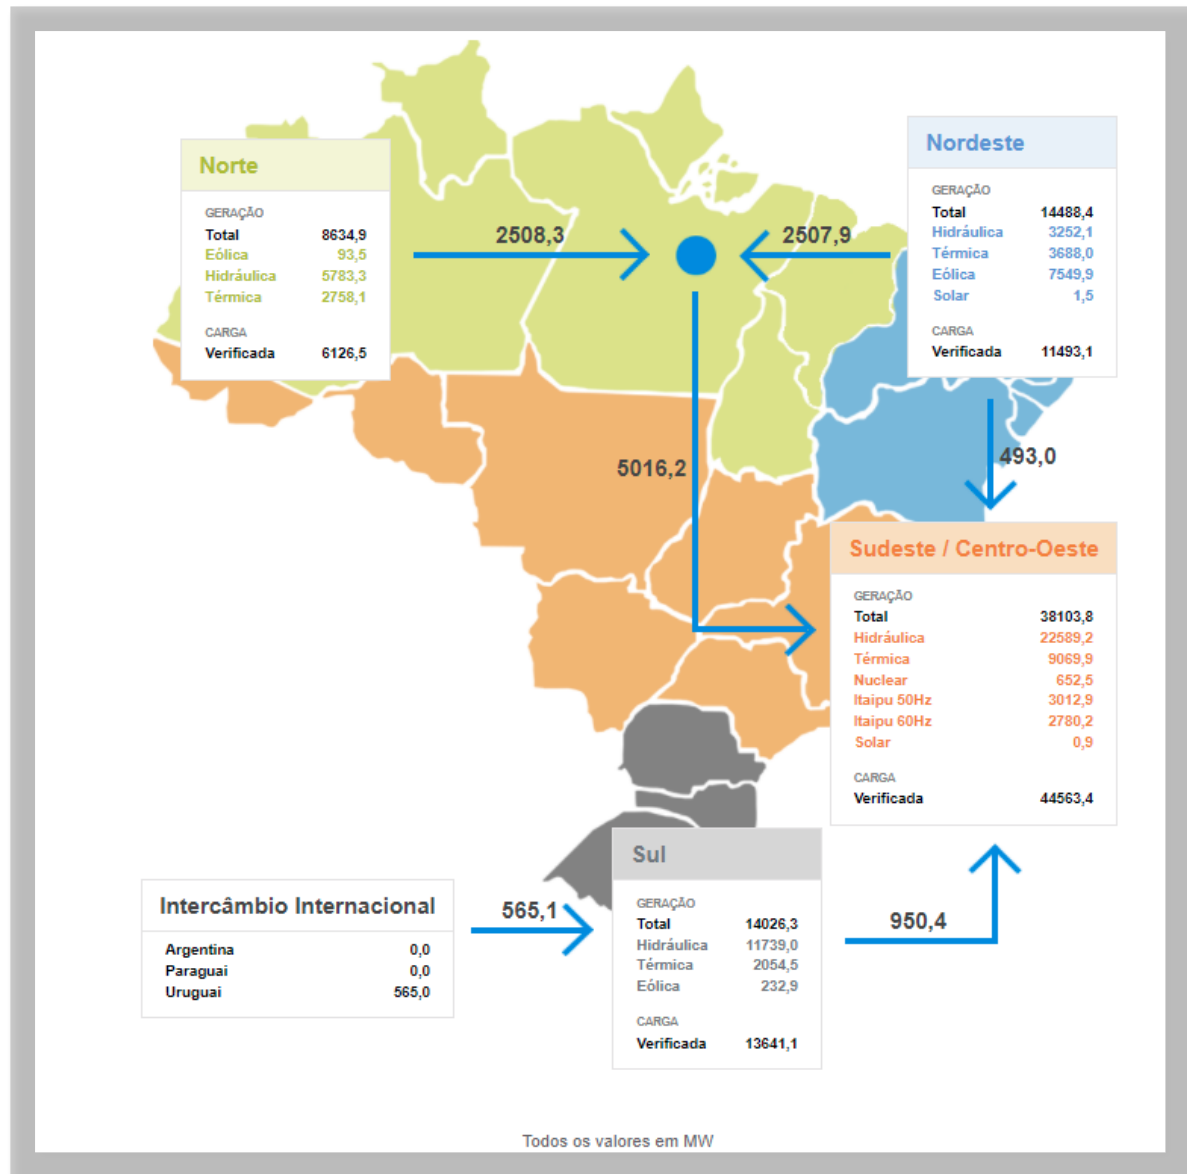 Norte
GERAÇÃO
Total 8634,9
Eólica 93,5
Hidráulica 5783,3
Térmica 2758,1
CARGA
Verificada 6126,5
2508,3
2507,9
Nordeste
GERAÇÃO
Total 14488,4
Hidráulica 3252,1
Térmica 3688,0
Eólica 7549,9
Solar 1,5
CARGA
Verificada 11493,1
5016,2
493,0
Sudeste / Centro-Oeste
GERAÇÃO
Total 38103,8
Hidráulica 22589,2
Térmica 9069,9
Nuclear 652,5
Itaipu 50Hz 3012,9
Itaipu 60Hz 2780,2
Solar 0,9
CARGA
Verificada 44563,4
Intercâmbio Internacional
Argentina 0,0
Paraguai 0,0
Uruguai 565,0
565,1
Sul
GERAÇÃO
Total 14026,3
Hidráulica 11739,0
Térmica 2054,5
Eólica 232,9
CARGA
Verificada 13641,1
950,4
Todos os valores em MW